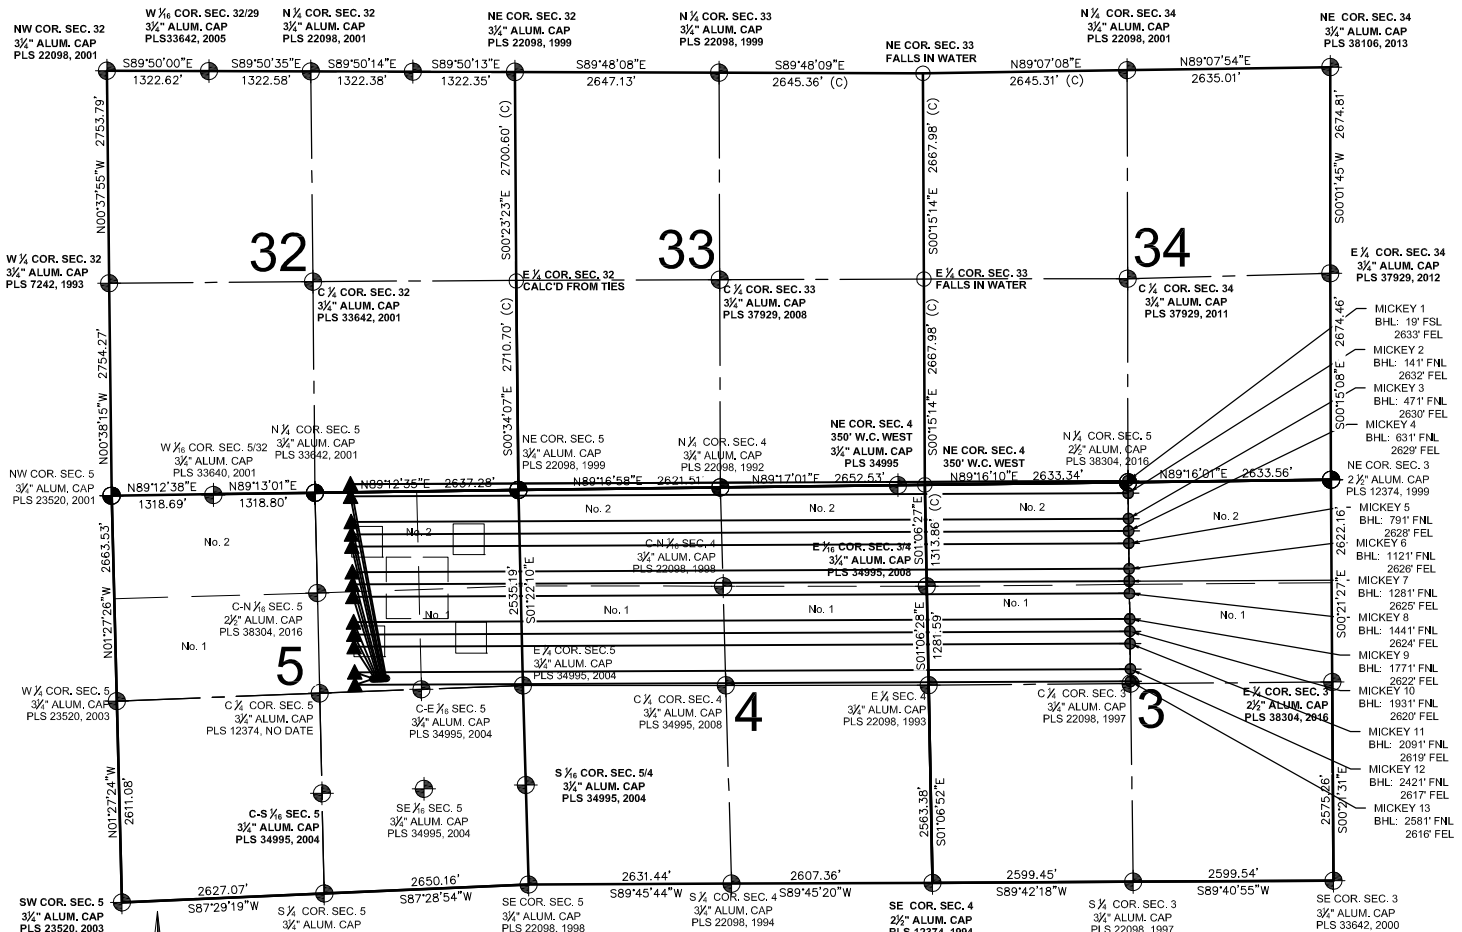 NW COR. SEC. 32
3¼" ALUM. CAP
PLS 22098, 2001
W ⅟₁₆ COR. SEC. 32/29
3¼" ALUM. CAP
PLS33642, 2005
N ¼ COR. SEC. 32
3¼" ALUM. CAP
PLS 22098, 2001
NE COR. SEC. 32
3¼" ALUM. CAP
PLS 22098, 1999
N ¼ COR. SEC. 33
3¼" ALUM. CAP
PLS 22098, 1999
NE COR. SEC. 33
FALLS IN WATER
N ¼ COR. SEC. 34
3¼" ALUM. CAP
PLS 22098, 2001
NE COR. SEC. 34
3¼" ALUM. CAP
PLS 38106, 2013
S89°50'00"E
1322.62'
S89°50'35"E
1322.58'
S89°50'14"E
1322.38'
S89°50'13"E
1322.35'
S89°48'08"E
2647.13'
S89°48'09"E
2645.36' (C)
N89°07'08"E
2645.31' (C)
N89°07'54"E
2635.01'
N00°37'55"W 2753.79'
S00°23'23"E 2700.60' (C)
S00°15'14"E 2667.98' (C)
S00°01'45"W 2674.81'
32
33
34
W ¼ COR. SEC. 32
3¼" ALUM. CAP
PLS 7242, 1993
C ¼ COR. SEC. 32
3¼" ALUM. CAP
PLS 33642, 2001
E ¼ COR. SEC. 32
CALC'D FROM TIES
C ¼ COR. SEC. 33
3¼" ALUM. CAP
PLS 37929, 2008
E ¼ COR. SEC. 33
FALLS IN WATER
C ¼ COR. SEC. 34
3¼" ALUM. CAP
PLS 37929, 2011
E ¼ COR. SEC. 34
3¼" ALUM. CAP
PLS 37929, 2012
N00°38'15"W 2754.27'
S00°34'07"E 2710.70' (C)
S00°15'14"E 2667.98' (C)
S00°15'08"E 2674.46'
MICKEY 1
BHL: 19' FSL
2633' FEL
MICKEY 2
BHL: 141' FNL
2632' FEL
MICKEY 3
BHL: 471' FNL
2630' FEL
MICKEY 4
BHL: 631' FNL
2629' FEL
NW COR. SEC. 5
3¼" ALUM, CAP
PLS 23520, 2001
W ⅟₁₆ COR. SEC. 5/32
3¼" ALUM. CAP
PLS 33640, 2001
N ¼ COR. SEC. 5
3¼" ALUM. CAP
PLS 33642, 2001
NE COR. SEC. 5
3¼" ALUM. CAP
PLS 22098, 1999
N ¼ COR. SEC. 4
3¼" ALUM. CAP
PLS 22098, 1992
NE COR. SEC. 4
350' W.C. WEST
3¼" ALUM. CAP
PLS 34995
NE COR. SEC. 4
350' W.C. WEST
N ¼ COR. SEC. 5
2½" ALUM. CAP
PLS 38304, 2016
NE COR. SEC. 3
2 ½" ALUM. CAP
PLS 12374, 1999
N89°12'38"E
1318.69'
N89°13'01"E
1318.80'
N89°12'35"E 2637.28'
N89°16'58"E 2621.51'
N89°17'01"E 2652.53'
N89°16'10"E 2633.34'
N89°16'01"E 2633.56'
No. 2
No. 2
No. 2
No. 2
No. 2
No. 2
MICKEY 5
BHL: 791' FNL
2628' FEL
MICKEY 6
BHL: 1121' FNL
2626' FEL
MICKEY 7
BHL: 1281' FNL
2625' FEL
MICKEY 8
BHL: 1441' FNL
2624' FEL
MICKEY 9
BHL: 1771' FNL
2622' FEL
MICKEY 10
BHL: 1931' FNL
2620' FEL
MICKEY 11
BHL: 2091' FNL
2619' FEL
MICKEY 12
BHL: 2421' FNL
2617' FEL
MICKEY 13
BHL: 2581' FNL
2616' FEL
N01°27'26"W 2663.53'
2535.19'
S01°22'10"E
S01°06'27"E
1313.86' (C)
S00°21'27"E 2622.16'
C-N ⅟₁₆ SEC. 4
3¼" ALUM. CAP
PLS 22098, 1998
E ⅟₁₆ COR. SEC. 3/4
3¼" ALUM. CAP
PLS 34995, 2008
C-N ⅟₁₆ SEC. 5
2½" ALUM. CAP
PLS 38304, 2016
No. 1
No. 1
No. 1
No. 1
No. 1
No. 1
S01°06'28"E
1281.59'
5
4
3
W ¼ COR. SEC. 5
3¼" ALUM, CAP
PLS 23520, 2003
C ¼ COR. SEC. 5
3¼" ALUM. CAP
PLS 12374, NO DATE
C-E ⅟₁₆ SEC. 5
3¼" ALUM. CAP
PLS 34995, 2004
E ¼ COR. SEC. 5
3¼" ALUM. CAP
PLS 34995, 2004
C ¼ COR. SEC. 4
3¼" ALUM. CAP
PLS 34995, 2008
E ¼ SEC. 4
3¼" ALUM. CAP
PLS 22098, 1993
C ¼ COR. SEC. 3
3¼" ALUM. CAP
PLS 22098, 1997
E ¼ COR. SEC. 3
2½" ALUM. CAP
PLS 38304, 2016
N01°27'24"W
2611.08'
2563.38'
S01°06'52"E
2575.26'
S00°21'31"E
C-S ⅟₁₆ COR. SEC. 5
3¼" ALUM. CAP
PLS 34995, 2004
SE ⅟₁₆ SEC. 5
3¼" ALUM. CAP
PLS 34995, 2004
S ⅟₁₆ COR. SEC. 5/4
3¼" ALUM. CAP
PLS 34995, 2004
2627.07'
S87°29'19"W
2650.16'
S87°28'54"W
2631.44'
S89°45'44"W
2607.36'
S89°45'20"W
2599.45'
S89°42'18"W
2599.54'
S89°40'55"W
SW COR. SEC. 5
3¼" ALUM. CAP
PLS 23520, 2003
S ¼ COR. SEC. 5
3¼" ALUM. CAP
SE COR. SEC. 5
3¼" ALUM. CAP
PLS 22098, 1998
S ¼ COR. SEC. 4
3¼" ALUM, CAP
PLS 22098, 1994
SE COR. SEC. 4
2½" ALUM. CAP
PLS 12374, 1994
S ¼ COR. SEC. 3
3¼" ALUM. CAP
PLS 22098, 1997
SE COR. SEC. 3
3¼" ALUM. CAP
PLS 33642, 2000